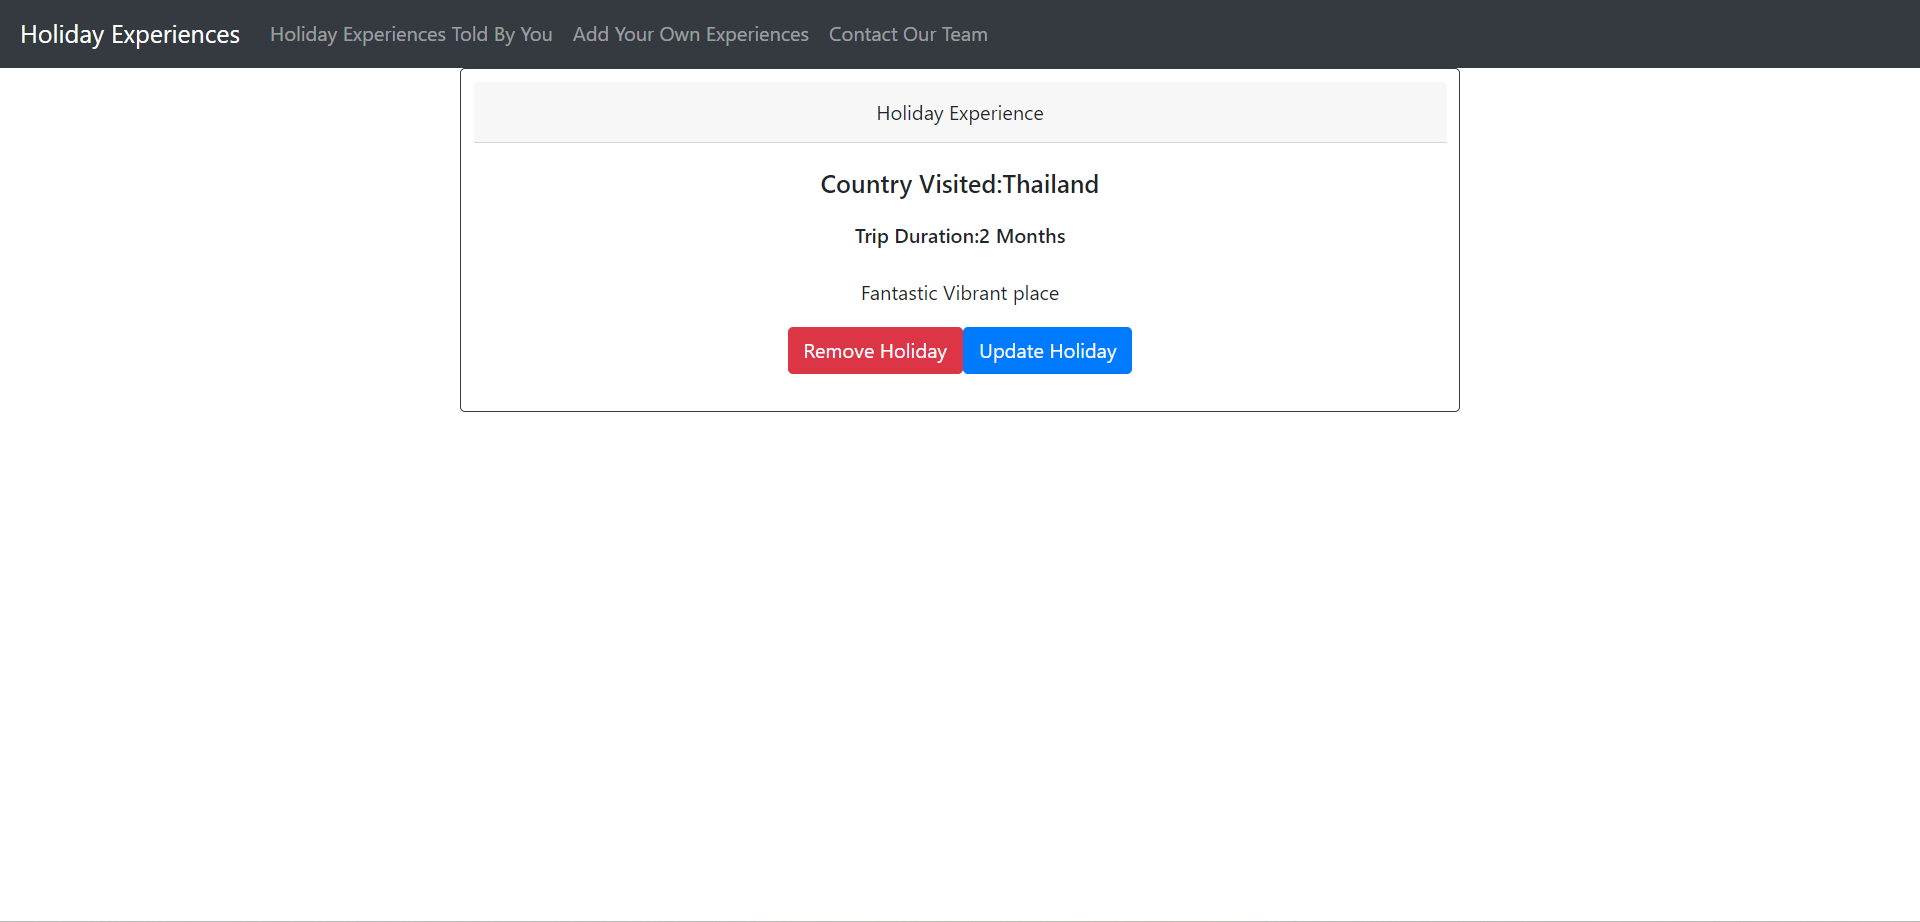 Holiday Experiences Holiday Experiences Told By You Add Your Own Experiences Contact Our Team
Holiday Experience
Country Visited:Thailand
Trip Duration:2 Months
Fantastic Vibrant place
Remove Holiday Update Holiday